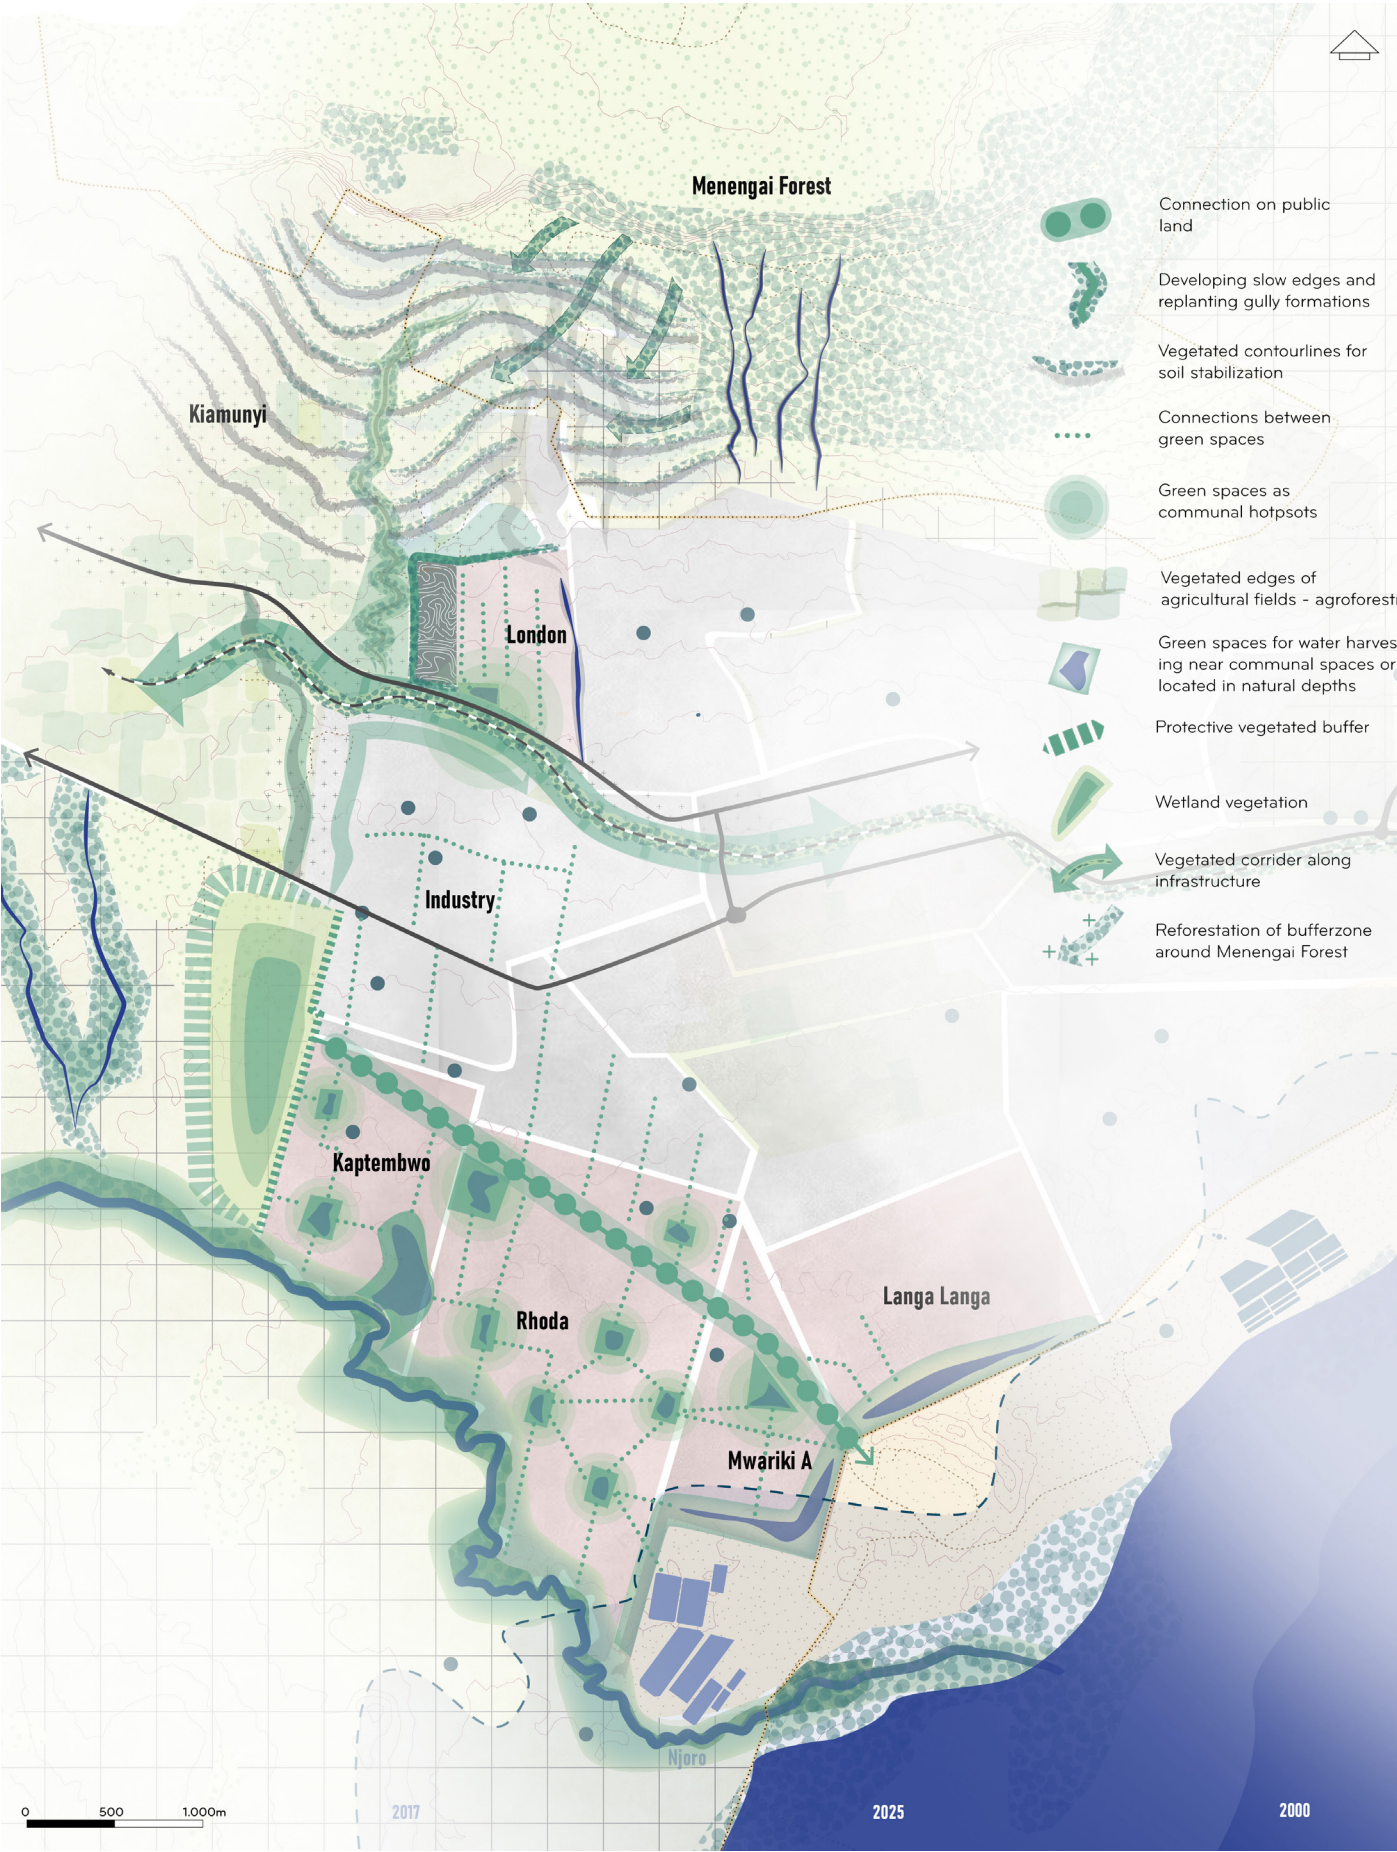 Menengai Forest
Connection on public
land
Developing slow edges and
replanting gully formations
Vegetated contourlines for
soil stabilization
Kiamunyi
Connections between
green spaces
Green spaces as
communal hotpsots
Vegetated edges of
agricultural fields - agroforestr
London
Green spaces for water harves
ing near communal spaces or
located in natural depths
Protective vegetated buffer
Wetland vegetation
Vegetated corrider along
infrastructure
Industry
Reforestation of bufferzone
around Menengai Forest
Kaptembwo
Langa Langa
Rhoda
Mwariki A
Njoro
0 500 1.000m
2017
2025
2000